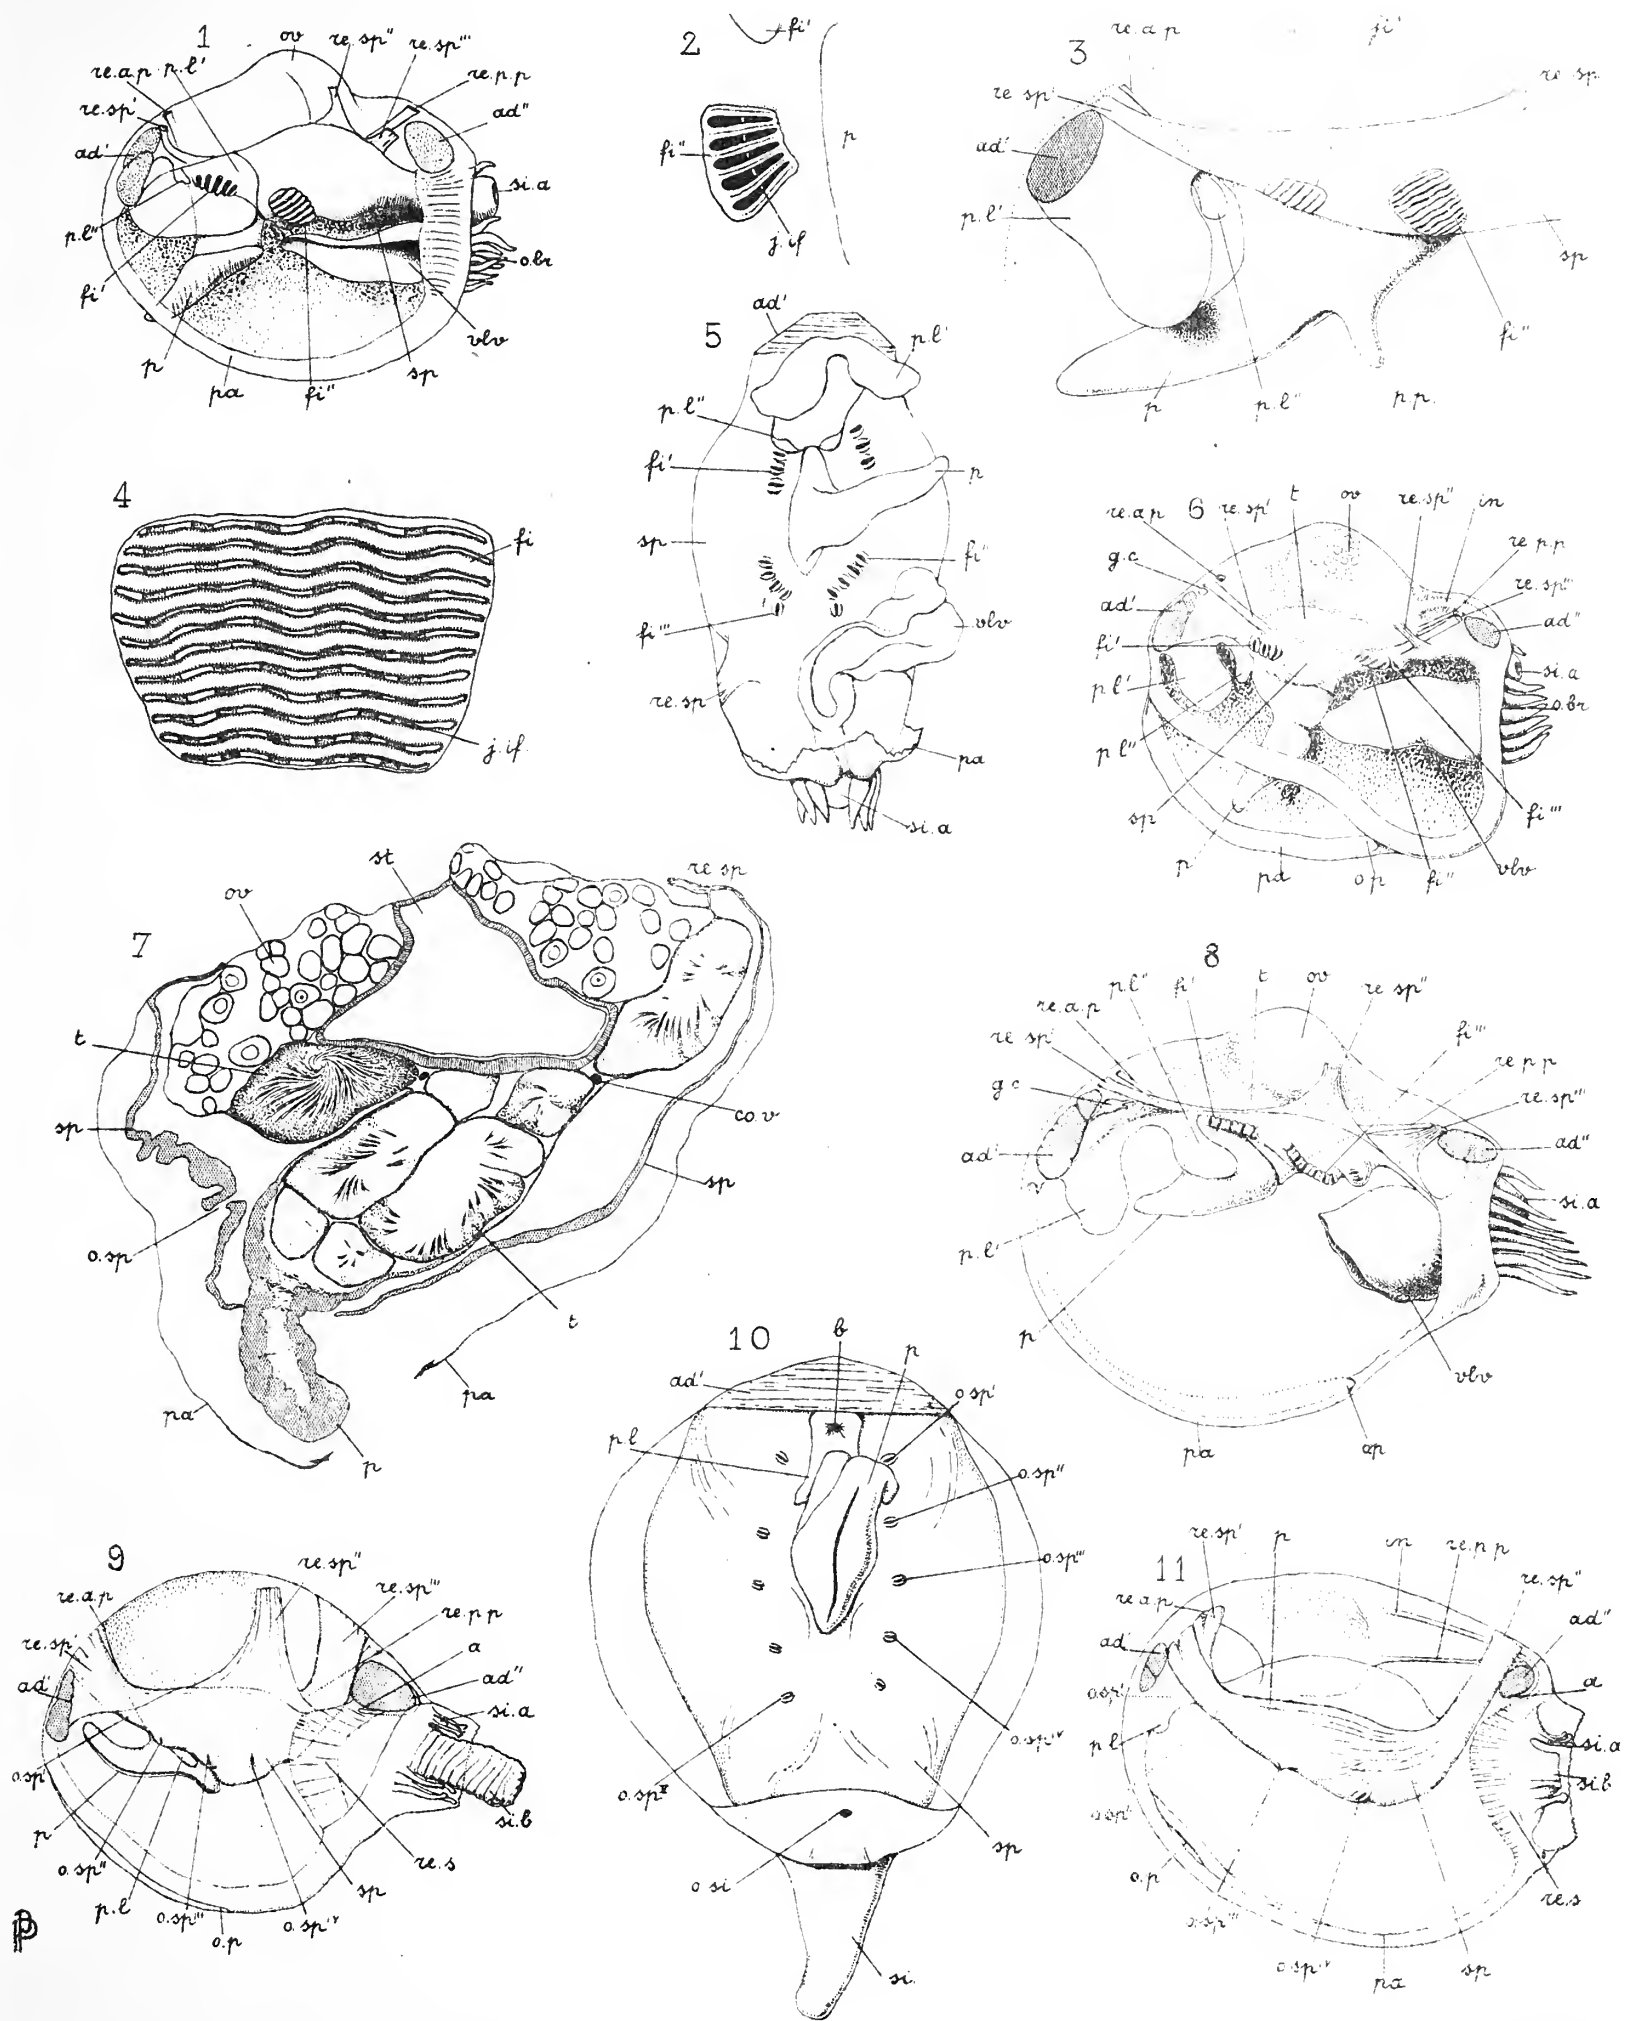 1
ov
re.sp''
re.sp'''
re.a.p
p.l'
re.p.p
re.sp'
ad''
ad'
si.a
p.l''
o.br
fi'
vlv
p
sp
pa
fi''
2
fi'
fi''
p
j.if
3
re.a.p
fi'
re.sp'
re.sp
ad'
p.l'
sp
fi''
p
p.l''
p.p.
4
fi
j.if.
5
ad'
p.l'
p.l''
fi'
p
sp
fi''
fi'''
vlv
re.sp
pa
si.a
6
re.a.p
re.sp'
t
ov
re.sp''
in
g.c
re.p.p
re.sp'''
ad'
ad''
fi'
si.a
p.l'
o.br
p.l''
sp
fi'''
p
pa
o.p
fi''
vlv
7
st
re.sp
ov
t
co.v
sp
sp
o.sp
t
pa
pa
p
8
p.l''
fi'
t
ov
re.sp''
re.a.p
fi'''
re.sp'
re.p.p
g.c
re.sp'''
ad'
ad''
v
si.a
p.l'
p
vlv
pa
op
9
re.sp''
re.a.p
re.sp'''
re.p.p
re.sp'
a
ad'
ad''
si.a
o.sp'
si.b
p
o.sp''
re.s
p.l
sp
o.sp'''
o.sp'v
o.p
10
b
p
ad'
o.sp'
p.l
o.sp''
o.sp'''
o.sp'v
o.spv
sp
o.si
si.
11
re.sp'
p
in
re.p.p
re.sp''
re.a.p
ad''
ad'
a
o.sp'
si.a
p.l
si.b
o.sp''
o.p
re.s
o.sp'''
o.sp'v
pa
sp